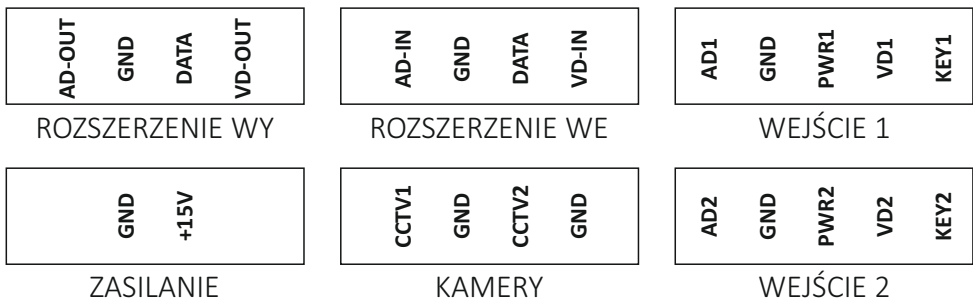 AD-OUT GND DATA VD-OUT
ROZSZERZENIE WY
AD-IN GND DATA VD-IN
ROZSZERZENIE WE
AD1 GND PWR1 VD1 KEY1
WEJŚCIE 1
GND +15V
ZASILANIE
CCTV1 GND CCTV2 GND
KAMERY
AD2 GND PWR2 VD2 KEY2
WEJŚCIE 2